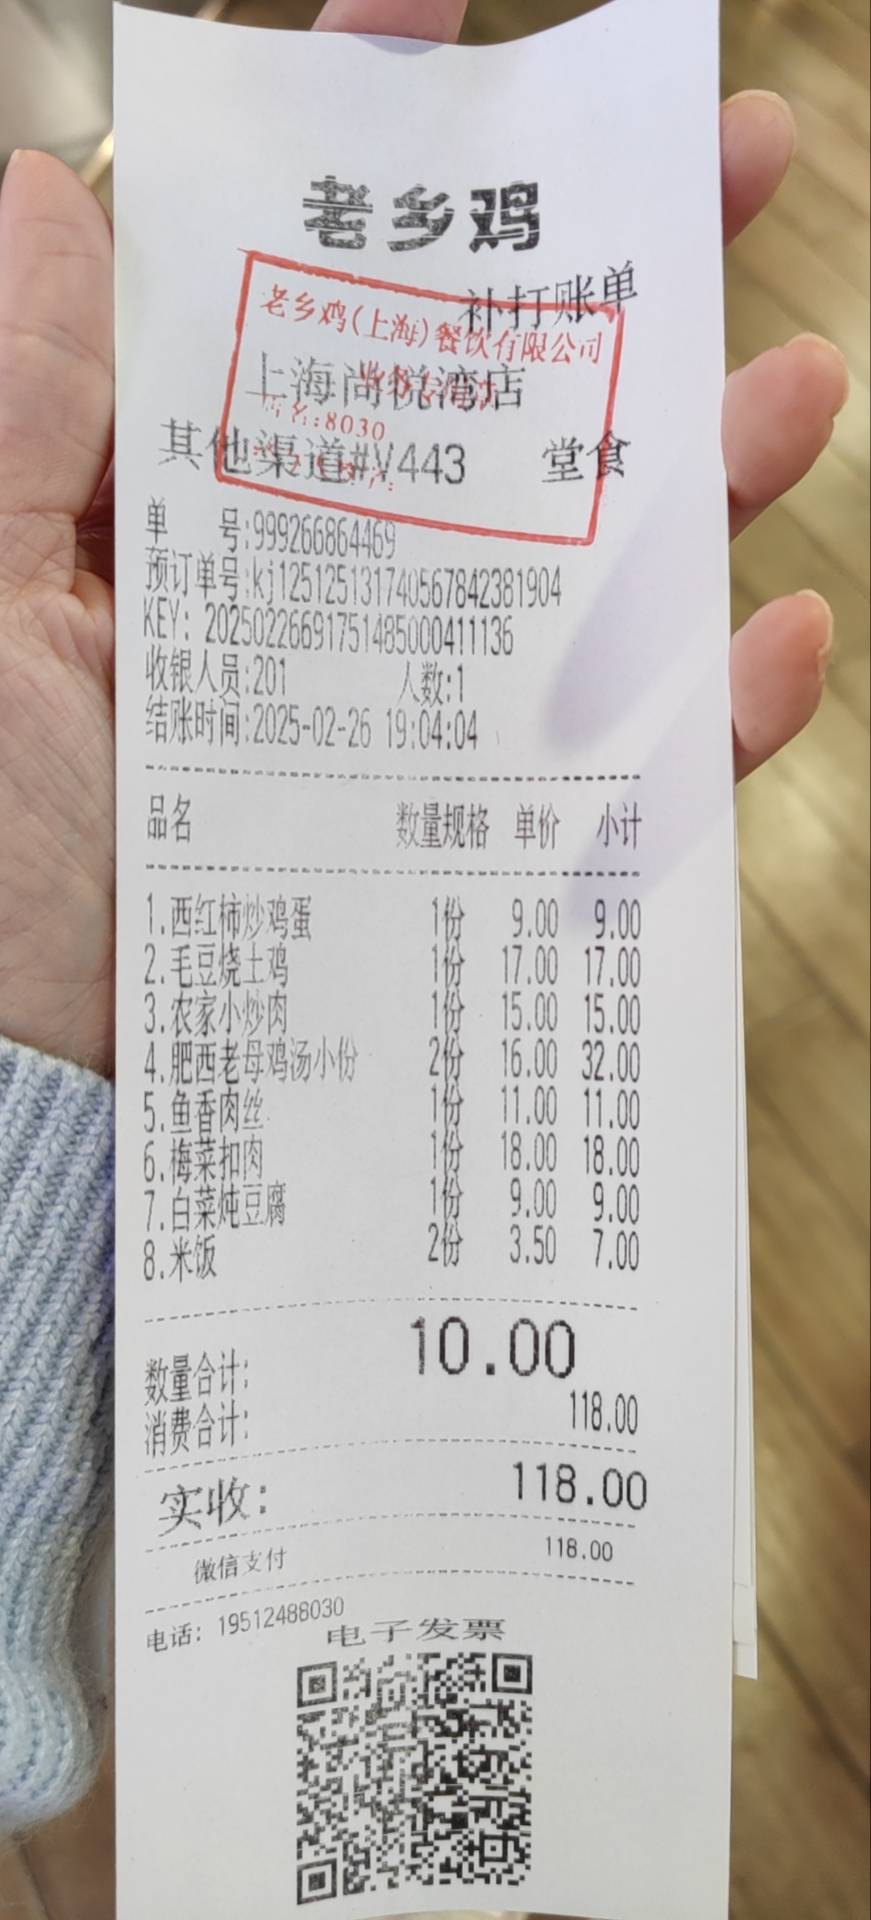 老乡鸡
补打账单
老乡鸡(上海)餐饮有限公司
上海尚悦湾店
店名:8030
其他渠道#V443 堂食
单 号:999266864469
预订单号:kj1251251317405678423819​04
KEY: 202502266917514850004111​36
收银人员:201 人数:1
结账时间:2025-02-26 19:04:04
品名 数量规格 单价 小计
1.西红柿炒鸡蛋 1份 9.00 9.00
2.毛豆烧土鸡 1份 17.00 17.00
3.农家小炒肉 1份 15.00 15.00
4.肥西老母鸡汤小份 2份 16.00 32.00
5.鱼香肉丝 1份 11.00 11.00
6.梅菜扣肉 1份 18.00 18.00
7.白菜炖豆腐 1份 9.00 9.00
8.米饭 2份 3.50 7.00
数量合计: 10.00
消费合计: 118.00
实收: 118.00
微信支付 118.00
电话: 19512488030
电子发票